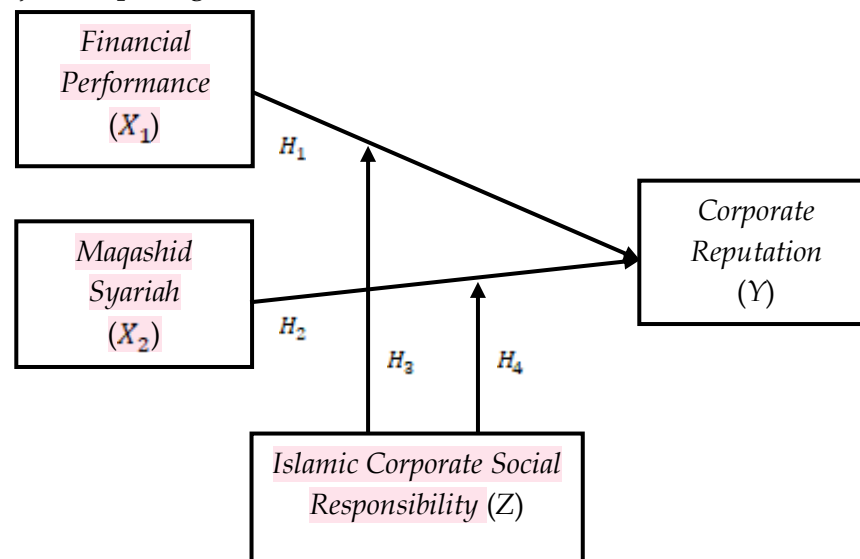 Financial
Performance
(X₁)
H₁
Corporate
Reputation
(Y)
Maqashid
Syariah
(X₂)
H₂
H₃
H₄
Islamic Corporate Social
Responsibility (Z)